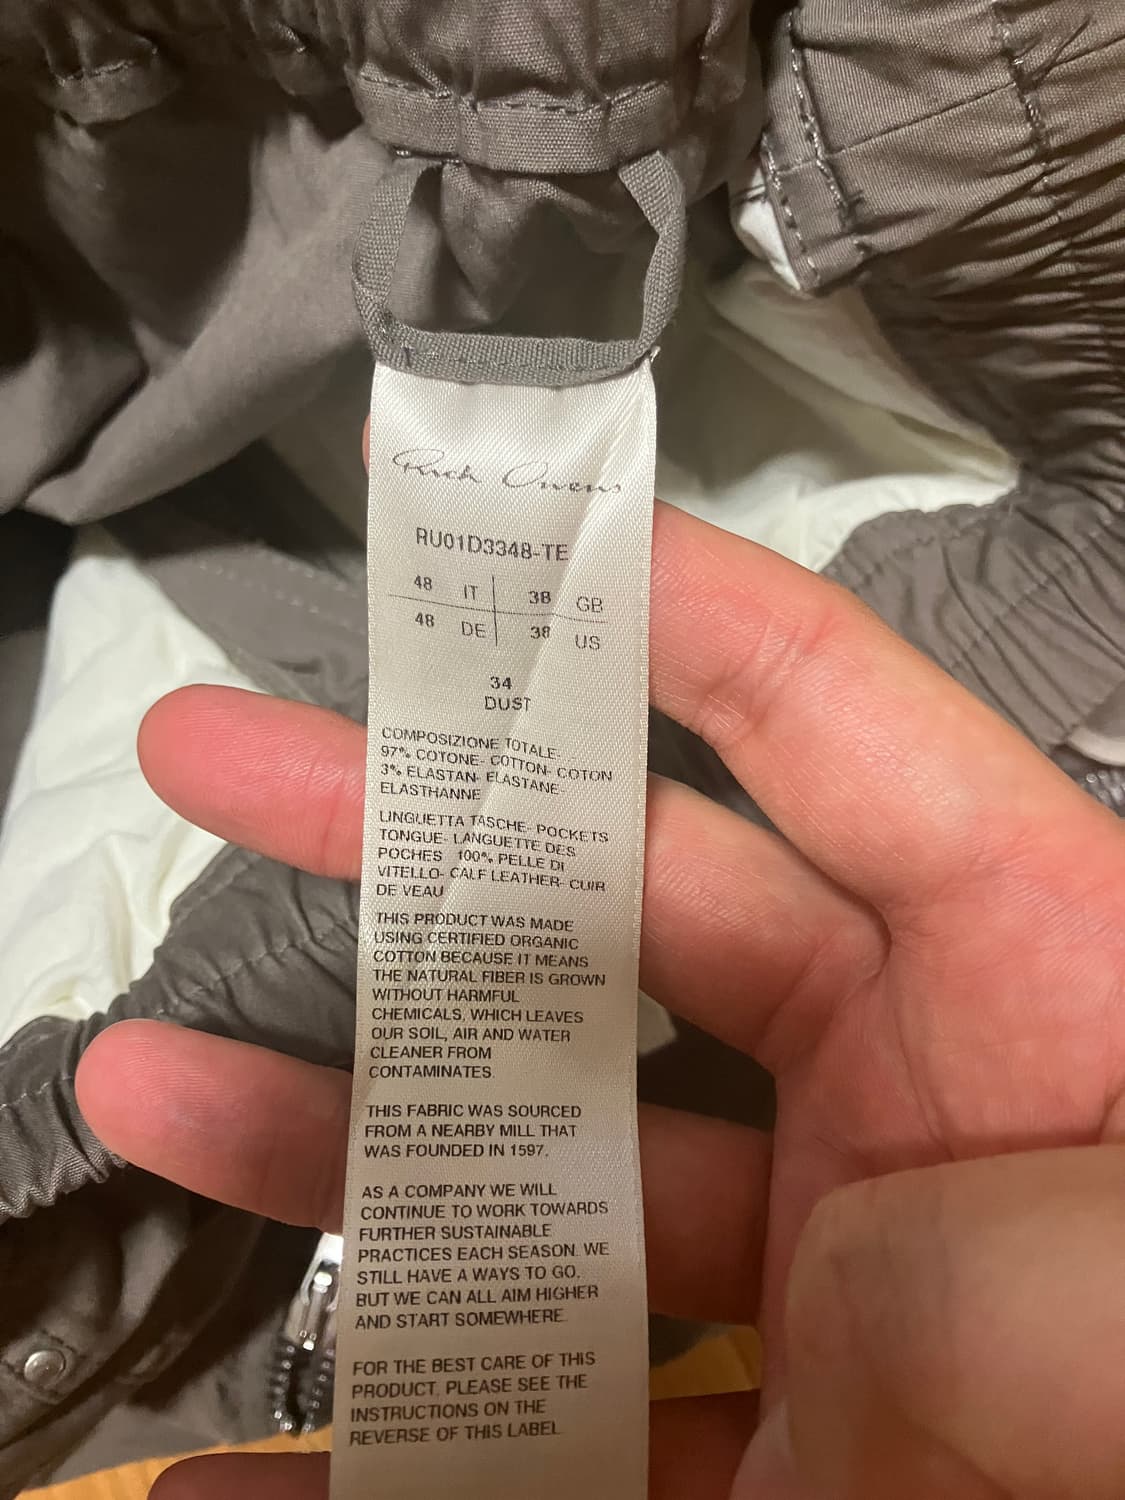 Rick Owens
RU01D3348-TE
48 IT 38 GB
48 DE 38 US
34
DUST
COMPOSIZIONE TOTALE-
97% COTONE- COTTON- COTON
3% ELASTAN- ELASTANE-
ELASTHANNE
LINGUETTA TASCHE- POCKETS
TONGUE- LANGUETTE DES
POCHES 100% PELLE DI
VITELLO- CALF LEATHER- CUIR
DE VEAU
THIS PRODUCT WAS MADE
USING CERTIFIED ORGANIC
COTTON BECAUSE IT MEANS
THE NATURAL FIBER IS GROWN
WITHOUT HARMFUL
CHEMICALS, WHICH LEAVES
OUR SOIL, AIR AND WATER
CLEANER FROM
CONTAMINATES.
THIS FABRIC WAS SOURCED
FROM A NEARBY MILL THAT
WAS FOUNDED IN 1597.
AS A COMPANY WE WILL
CONTINUE TO WORK TOWARDS
FURTHER SUSTAINABLE
PRACTICES EACH SEASON. WE
STILL HAVE A WAYS TO GO,
BUT WE CAN ALL AIM HIGHER
AND START SOMEWHERE.
FOR THE BEST CARE OF THIS
PRODUCT, PLEASE SEE THE
INSTRUCTIONS ON THE
REVERSE OF THIS LABEL